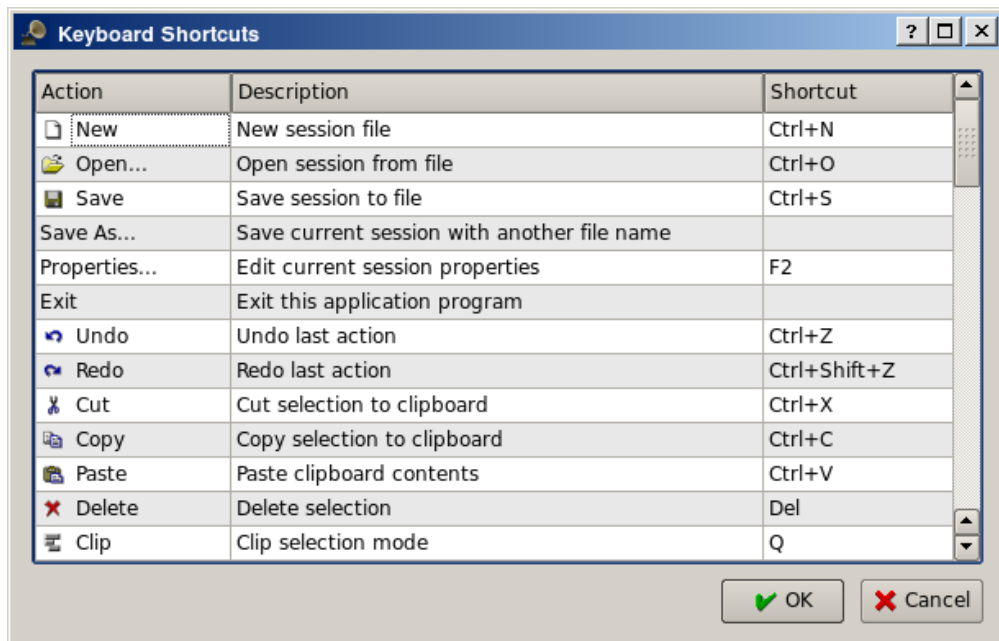 Keyboard Shortcuts
Action Description Shortcut
New New session file Ctrl+N
Open... Open session from file Ctrl+O
Save Save session to file Ctrl+S
Save As... Save current session with another file name
Properties... Edit current session properties F2
Exit Exit this application program
Undo Undo last action Ctrl+Z
Redo Redo last action Ctrl+Shift+Z
Cut Cut selection to clipboard Ctrl+X
Copy Copy selection to clipboard Ctrl+C
Paste Paste clipboard contents Ctrl+V
Delete Delete selection Del
Clip Clip selection mode Q
OK Cancel